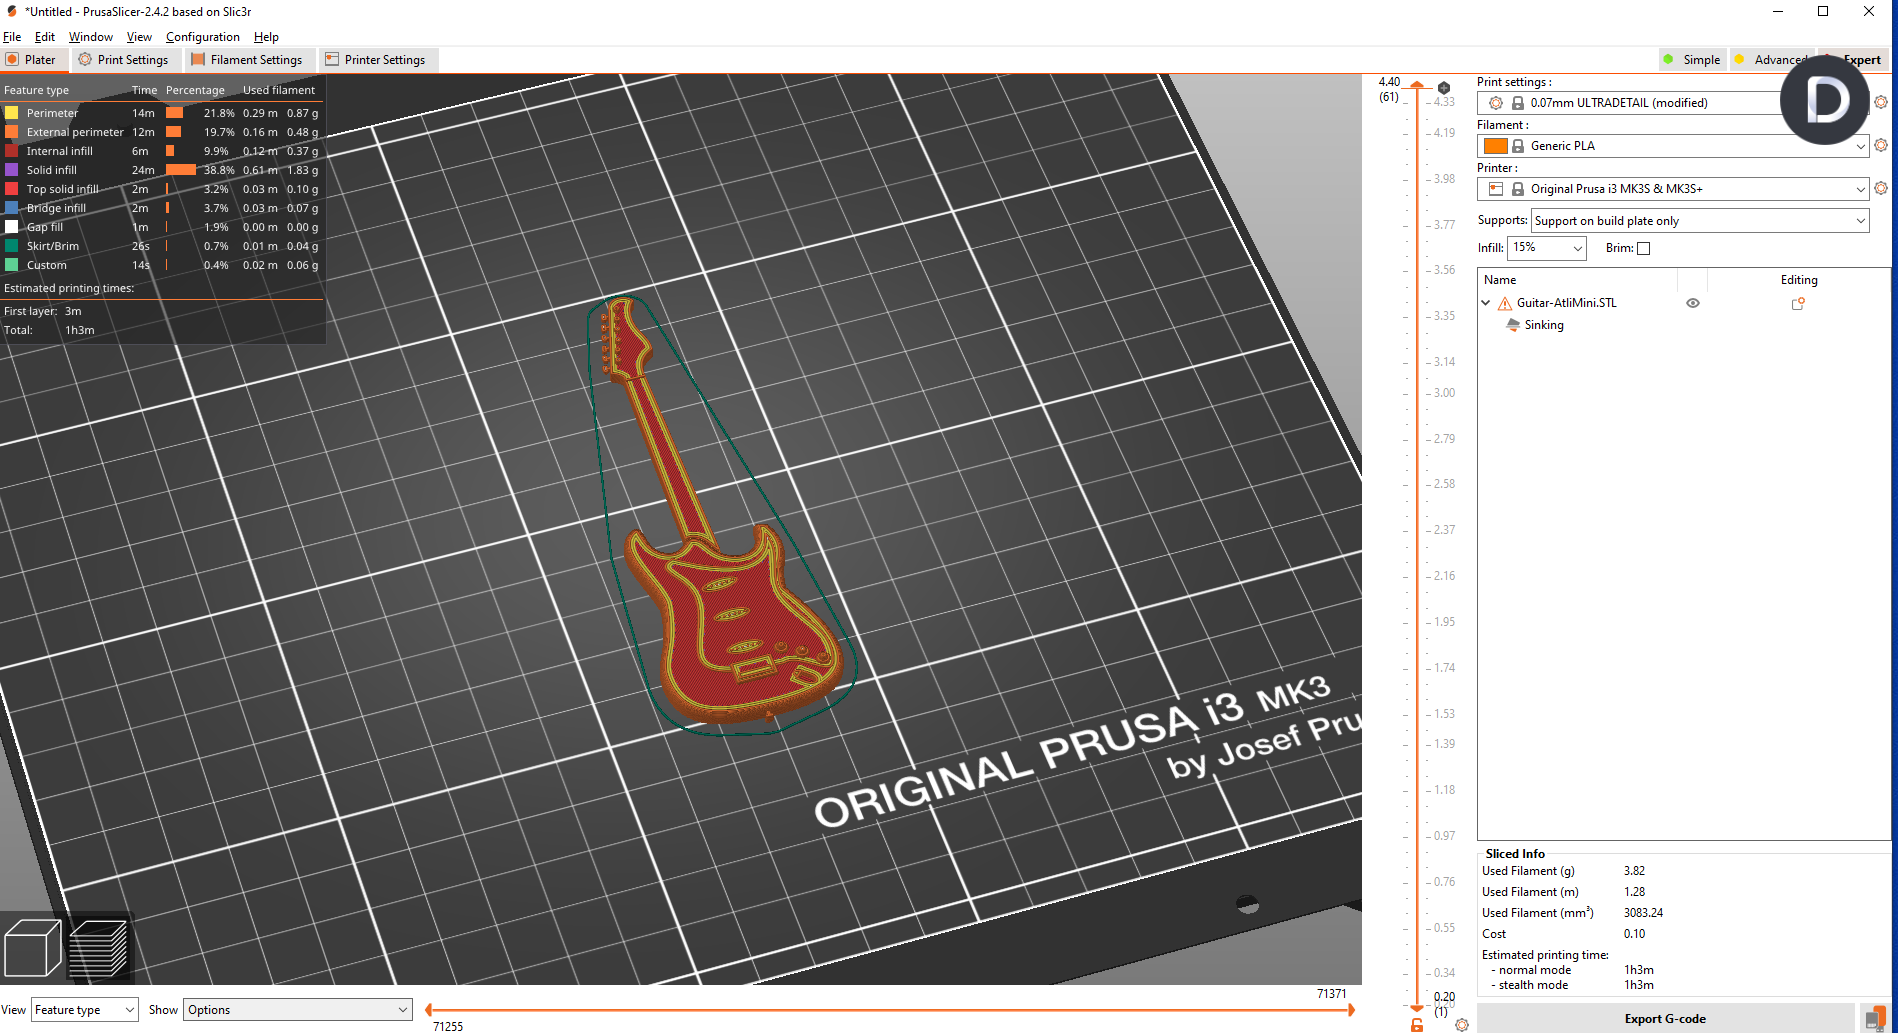 *Untitled - PrusaSlicer-2.4.2 based on Slic3r
File Edit Window View Configuration Help
Plater Print Settings Filament Settings Printer Settings
Simple Advanced Expert
Feature type Time Percentage Used filament
Perimeter 14m 21.8% 0.29 m 0.87 g
External perimeter 12m 19.7% 0.16 m 0.48 g
Internal infill 6m 9.9% 0.12 m 0.37 g
Solid infill 24m 38.8% 0.61 m 1.83 g
Top solid infill 2m 3.2% 0.03 m 0.10 g
Bridge infill 2m 3.7% 0.03 m 0.07 g
Gap fill 1m 1.9% 0.00 m 0.00 g
Skirt/Brim 26s 0.7% 0.01 m 0.04 g
Custom 14s 0.4% 0.02 m 0.06 g
Estimated printing times:
First layer: 3m
Total: 1h3m
ORIGINAL PRUSA i3 MK3
by Josef Pru
View Feature type Show Options
71371
71255
4.40
(61)
4.33
4.19
3.98
3.77
3.56
3.35
3.14
3.00
2.79
2.58
2.37
2.16
1.95
1.74
1.53
1.39
1.18
0.97
0.76
0.55
0.34
0.20
(1)
Print settings :
0.07mm ULTRADETAIL (modified)
D
Filament :
Generic PLA
Printer :
Original Prusa i3 MK3S & MK3S+
Supports: Support on build plate only
Infill: 15% Brim:
Name Editing
Guitar-AtliMini.STL
Sinking
Sliced Info
Used Filament (g) 3.82
Used Filament (m) 1.28
Used Filament (mm³) 3083.24
Cost 0.10
Estimated printing time:
- normal mode 1h3m
- stealth mode 1h3m
Export G-code